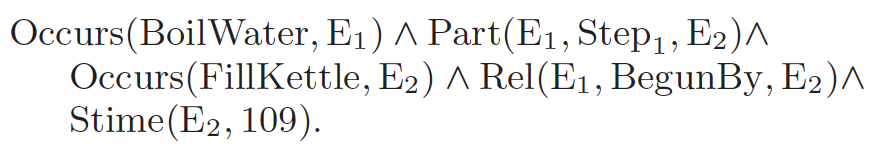 Occurs(BoilWater, E₁) ∧ Part(E₁, Step₁, E₂)∧
Occurs(FillKettle, E₂) ∧ Rel(E₁, BegunBy, E₂)∧
Stime(E₂, 109).